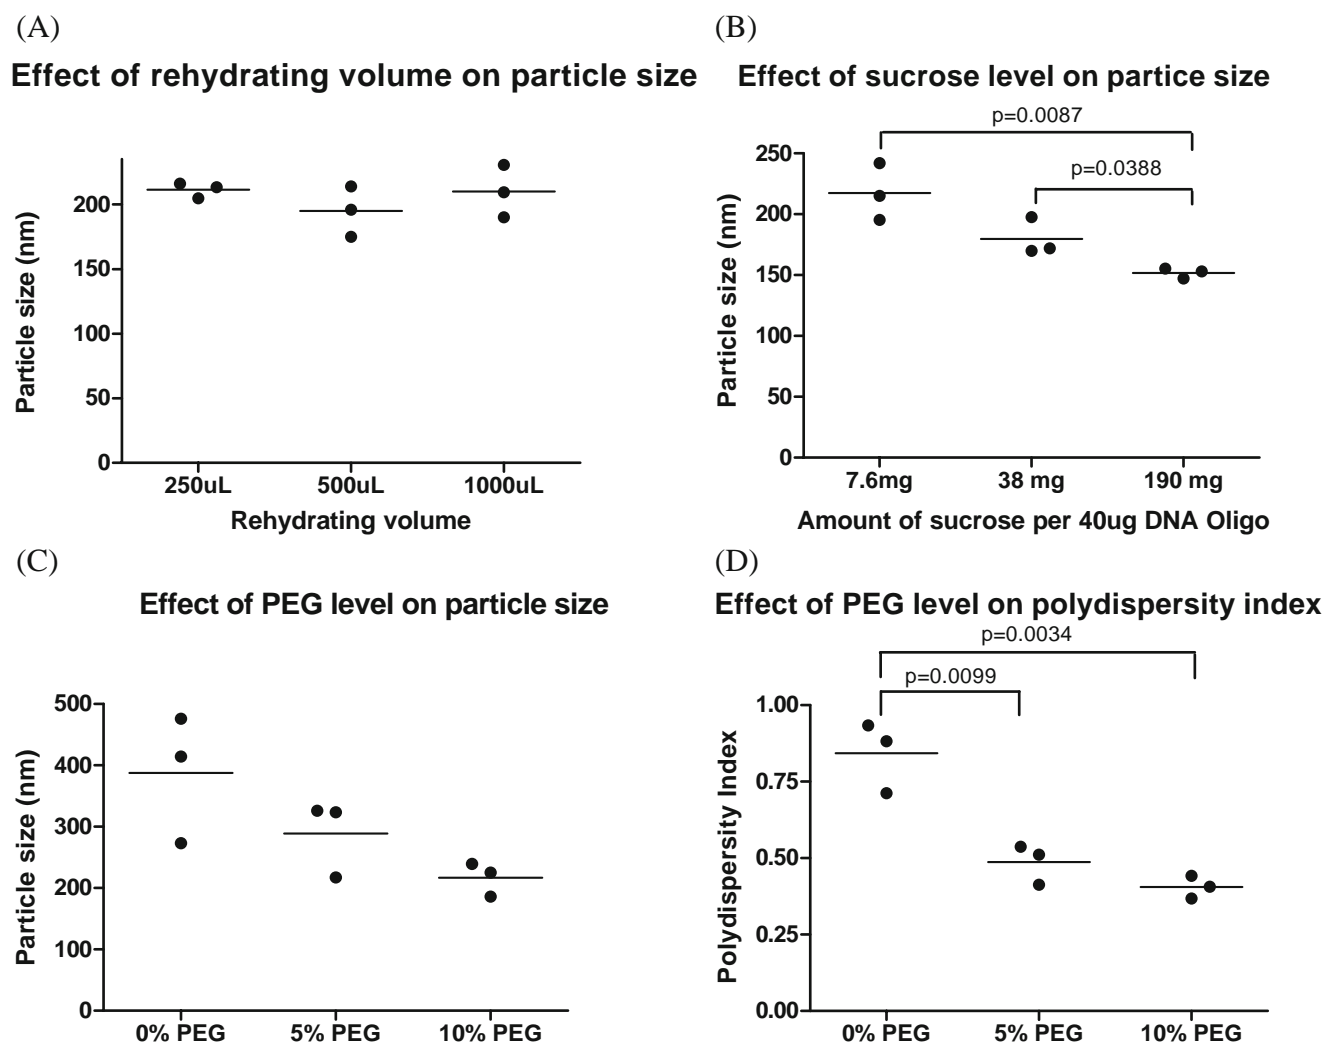 (A)
Effect of rehydrating volume on particle size
Particle size (nm)
200
150
100
50
0
250uL 500uL 1000uL
Rehydrating volume
(B)
Effect of sucrose level on partice size
p=0.0087
p=0.0388
Particle size (nm)
250
200
150
100
50
0
7.6mg 38 mg 190 mg
Amount of sucrose per 40ug DNA Oligo
(C)
Effect of PEG level on particle size
Particle size (nm)
500
400
300
200
100
0
0% PEG 5% PEG 10% PEG
(D)
Effect of PEG level on polydispersity index
p=0.0034
p=0.0099
Polydispersity Index
1.00
0.75
0.50
0.25
0.00
0% PEG 5% PEG 10% PEG